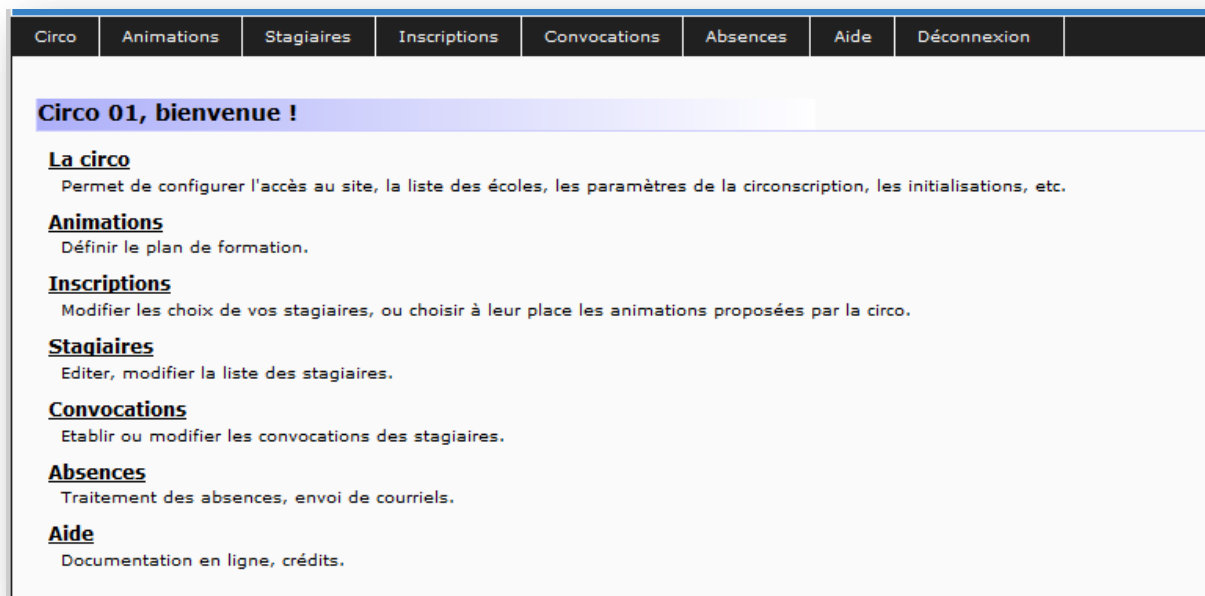 Circo Animations Stagiaires Inscriptions Convocations Absences Aide Déconnexion
Circo 01, bienvenue !
La circo
Permet de configurer l'accès au site, la liste des écoles, les paramètres de la circonscription, les initialisations, etc.
Animations
Définir le plan de formation.
Inscriptions
Modifier les choix de vos stagiaires, ou choisir à leur place les animations proposées par la circo.
Stagiaires
Editer, modifier la liste des stagiaires.
Convocations
Etablir ou modifier les convocations des stagiaires.
Absences
Traitement des absences, envoi de courriels.
Aide
Documentation en ligne, crédits.